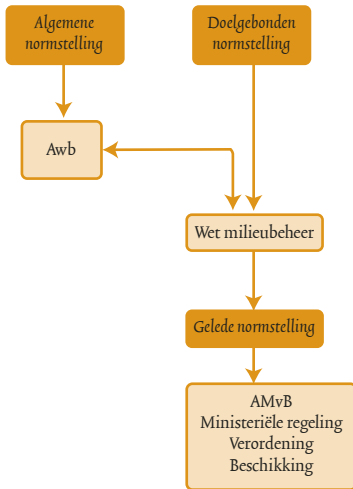 Algemene
normstelling
Doelgebonden
normstelling
Awb
Wet milieubeheer
Gelede normstelling
AMvB
Ministeriële regeling
Verordening
Beschikking